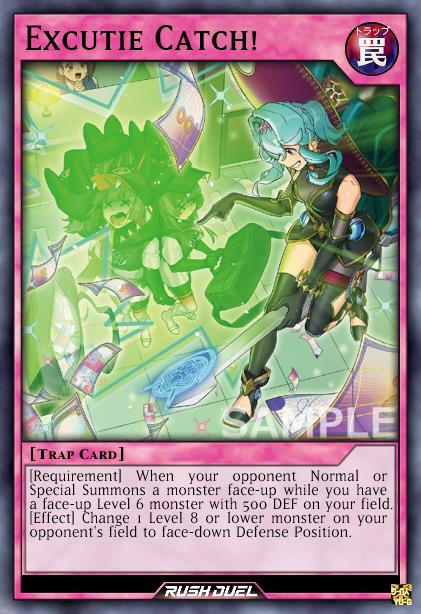 Excutie Catch!
トラップ
罠
SAMPLE
[Trap Card]
[Requirement] When your opponent Normal or
Special Summons a monster face-up while you have
a face-up Level 6 monster with 500 DEF on your field.
[Effect] Change 1 Level 8 or lower monster on your
opponent's field to face-down Defense Position.
RUSH DUEL